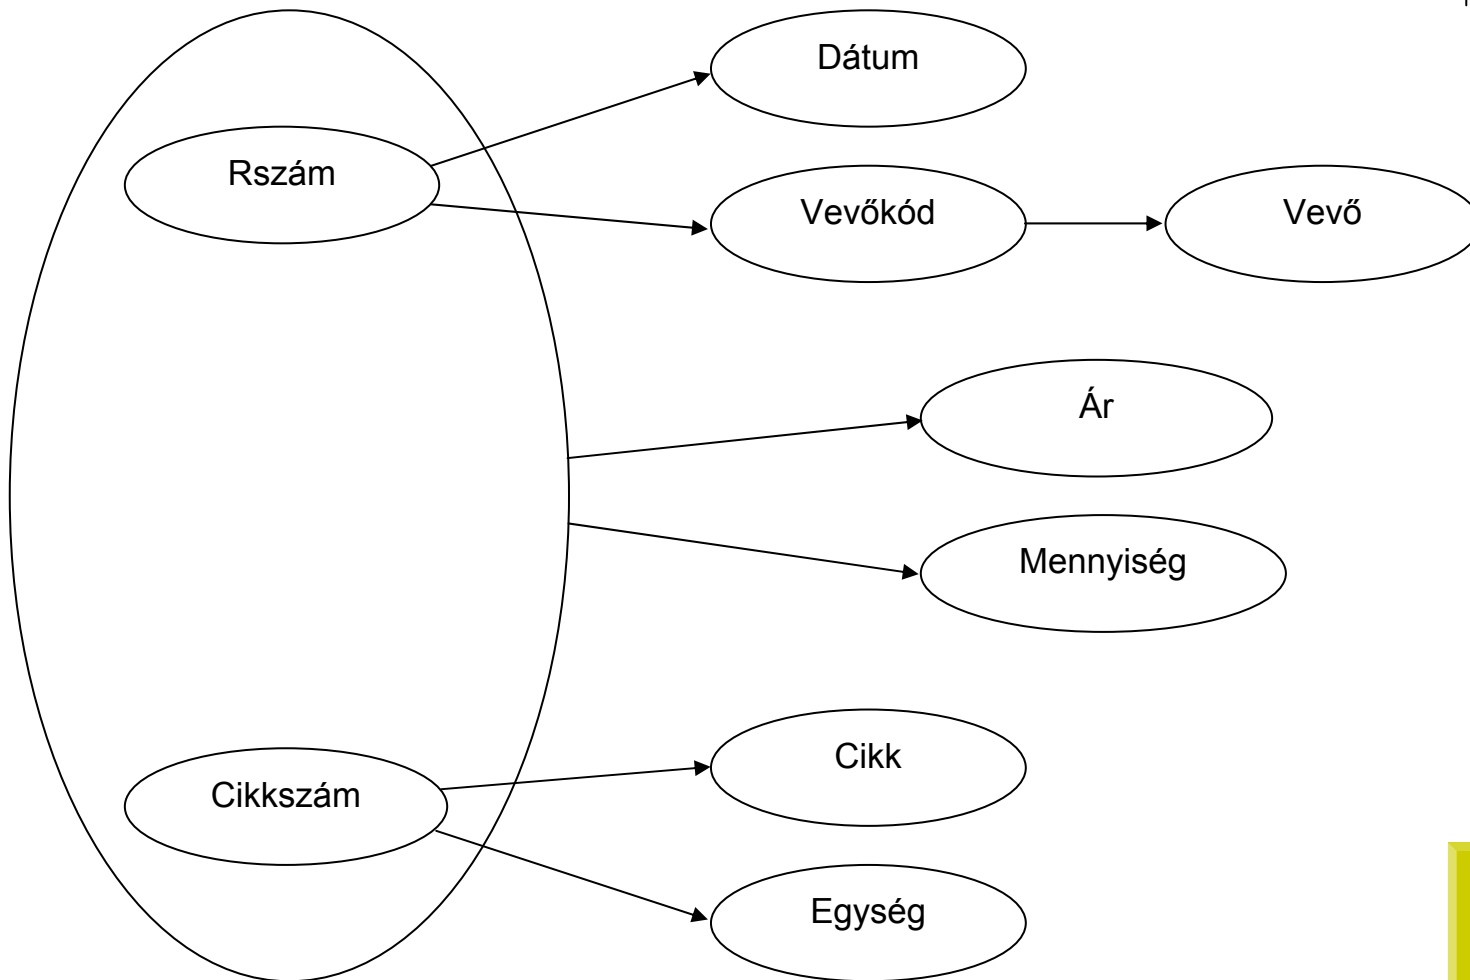 Dátum
Rszám
Vevőkód
Vevő
Ár
Mennyiség
Cikk
Cikkszám
Egység